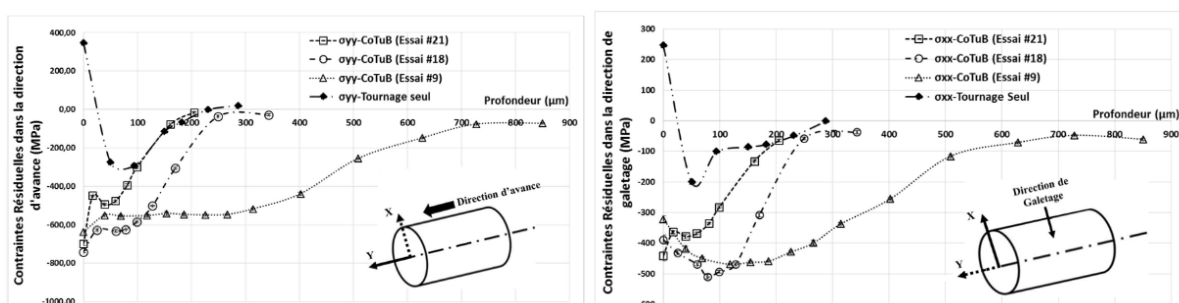 Contraintes Résiduelles dans la direction
d'avance (MPa)
400,00
200,00
0,00
-200,00
-400,00
-600,00
-800,00
-1000,00
σyy-CoTuB (Essai #21)
σyy-CoTuB (Essai #18)
σyy-CoTuB (Essai #9)
σyy-Tournage seul
Profondeur (µm)
0 100 200 300 400 500 600 700 800 900
X
Direction d'avance
Y
Contraintes Résiduelles dans la direction de
galetage (MPa)
300
200
100
0
-100
-200
-300
-400
-500
-600
σxx-CoTuB (Essai #21)
σxx-CoTuB (Essai #18)
σxx-CoTuB (Essai #9)
σxx-Tournage Seul
Profondeur (µm)
0 100 200 300 400 500 600 700 800 900
Direction de
Galetage
X
Y